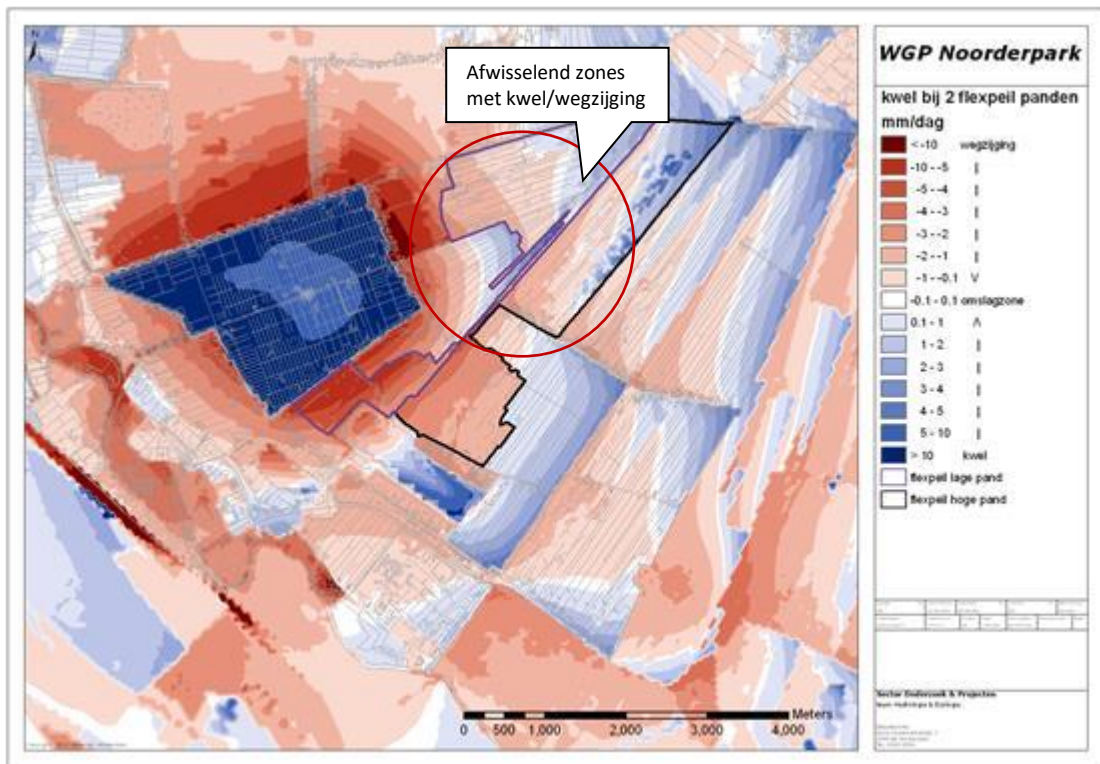 Afwisselend zones
met kwel/wegzijging
N
WGP Noorderpark
kwel bij 2 flexpeil panden
mm/dag
< -10 wegzijging
-10 - -5
-5 - -4
-4 - -3
-3 - -2
-2 - -1
-1 - -0.1 V
-0.1 - 0.1 omslagzone
0.1 - 1
1 - 2
2 - 3
3 - 4
4 - 5
5 - 10
> 10 kwel
flexpeil lage pand
flexpeil hoge pand
Sector Onderzoek & Projecten
Meters
0 500 1,000 2,000 3,000 4,000